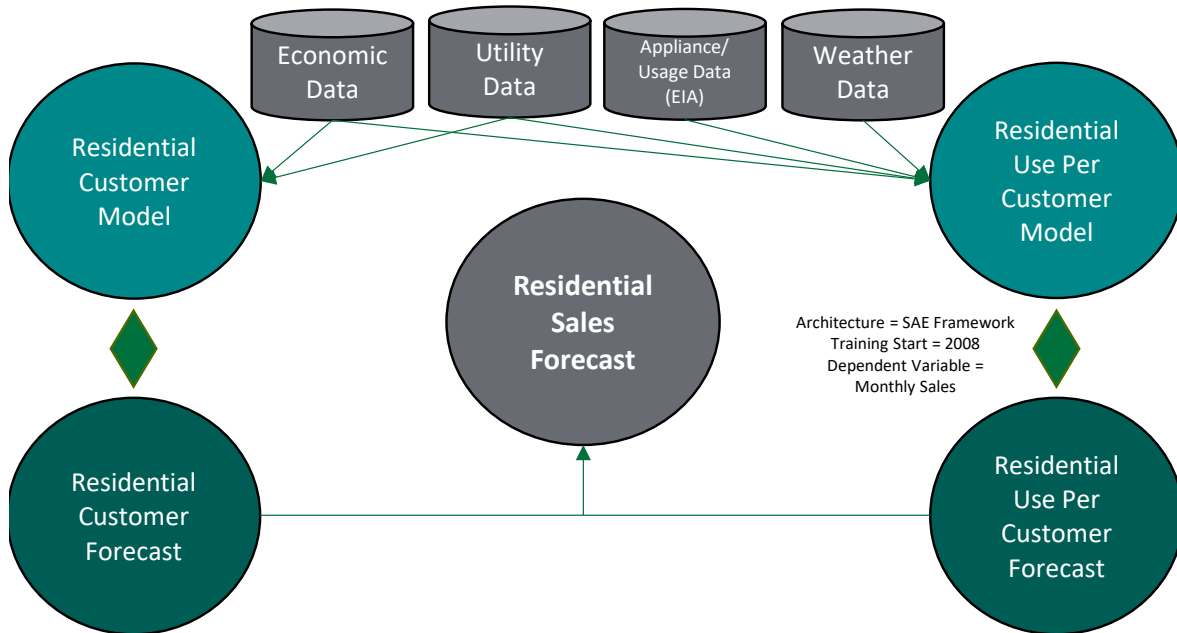 Economic
Data
Utility
Data
Appliance/
Usage Data
(EIA)
Weather
Data
Residential
Customer
Model
Residential
Use Per
Customer
Model
Residential
Sales
Forecast
Architecture = SAE Framework
Training Start = 2008
Dependent Variable =
Monthly Sales
Residential
Customer
Forecast
Residential
Use Per
Customer
Forecast